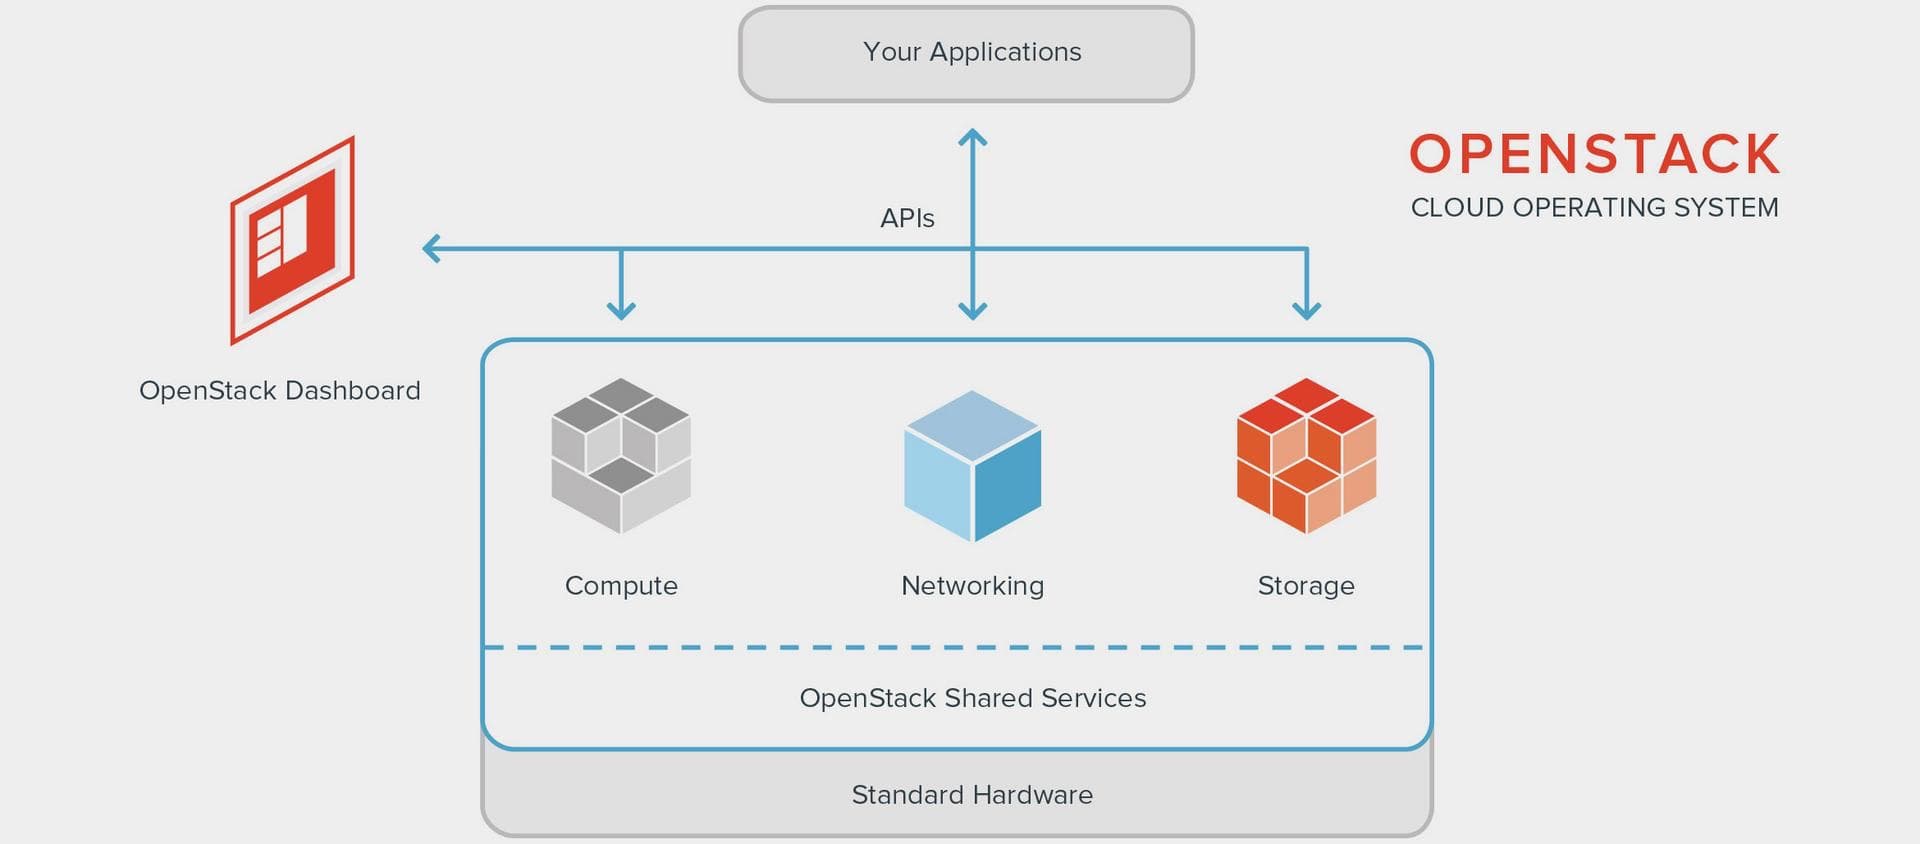 Your Applications
OPENSTACK
CLOUD OPERATING SYSTEM
APIs
OpenStack Dashboard
Compute
Networking
Storage
OpenStack Shared Services
Standard Hardware